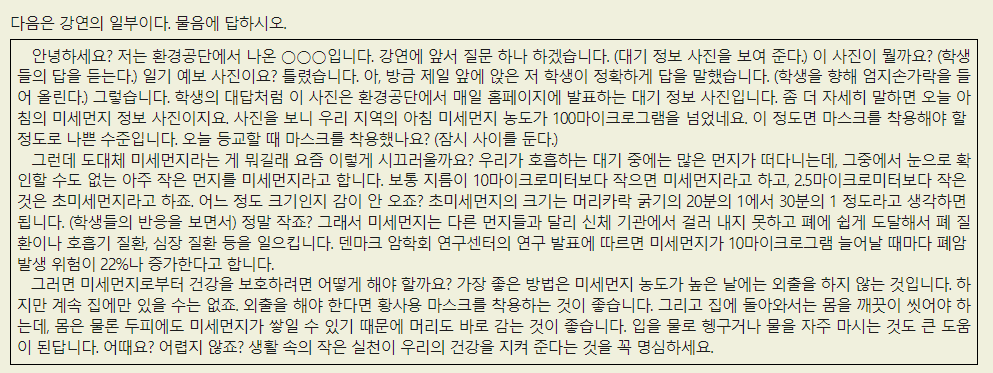 다음은 강연의 일부이다. 물음에 답하시오.
안녕하세요? 저는 환경공단에서 나온 ○○○입니다. 강연에 앞서 질문 하나 하겠습니다. (대기 정보 사진을 보여 준다.) 이 사진이 뭘까요? (학생
들의 답을 듣는다.) 일기 예보 사진이요? 틀렸습니다. 아, 방금 제일 앞에 앉은 저 학생이 정확하게 답을 말했습니다. (학생을 향해 엄지손가락을 들
어 올린다.) 그렇습니다. 학생의 대답처럼 이 사진은 환경공단에서 매일 홈페이지에 발표하는 대기 정보 사진입니다. 좀 더 자세히 말하면 오늘 아
침의 미세먼지 정보 사진이지요. 사진을 보니 우리 지역의 아침 미세먼지 농도가 100마이크로그램을 넘었네요. 이 정도면 마스크를 착용해야 할
정도로 나쁜 수준입니다. 오늘 등교할 때 마스크를 착용했나요? (잠시 사이를 둔다.)
그런데 도대체 미세먼지라는 게 뭐길래 요즘 이렇게 시끄러울까요? 우리가 호흡하는 대기 중에는 많은 먼지가 떠다니는데, 그중에서 눈으로 확
인할 수도 없는 아주 작은 먼지를 미세먼지라고 합니다. 보통 지름이 10마이크로미터보다 작으면 미세먼지라고 하고, 2.5마이크로미터보다 작은
것은 초미세먼지라고 하죠. 어느 정도 크기인지 감이 안 오죠? 초미세먼지의 크기는 머리카락 굵기의 20분의 1에서 30분의 1 정도라고 생각하면
됩니다. (학생들의 반응을 보면서) 정말 작죠? 그래서 미세먼지는 다른 먼지들과 달리 신체 기관에서 걸러 내지 못하고 폐에 쉽게 도달해서 폐 질
환이나 호흡기 질환, 심장 질환 등을 일으킵니다. 덴마크 암학회 연구센터의 연구 발표에 따르면 미세먼지가 10마이크로그램 늘어날 때마다 폐암
발생 위험이 22%나 증가한다고 합니다.
그러면 미세먼지로부터 건강을 보호하려면 어떻게 해야 할까요? 가장 좋은 방법은 미세먼지 농도가 높은 날에는 외출을 하지 않는 것입니다. 하
지만 계속 집에만 있을 수는 없죠. 외출을 해야 한다면 황사용 마스크를 착용하는 것이 좋습니다. 그리고 집에 돌아와서는 몸을 깨끗이 씻어야 하
는데, 몸은 물론 두피에도 미세먼지가 쌓일 수 있기 때문에 머리도 바로 감는 것이 좋습니다. 입을 물로 헹구거나 물을 자주 마시는 것도 큰 도움
이 된답니다. 어때요? 어렵지 않죠? 생활 속의 작은 실천이 우리의 건강을 지켜 준다는 것을 꼭 명심하세요.